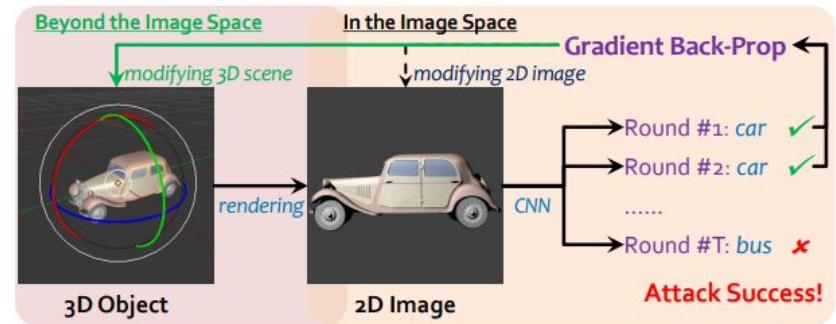 Beyond the Image Space
In the Image Space
Gradient Back-Prop
modifying 3D scene
modifying 2D image
Round #1: car ✓
Round #2: car ✓
rendering
CNN
......
Round #T: bus ✘
3D Object
2D Image
Attack Success!